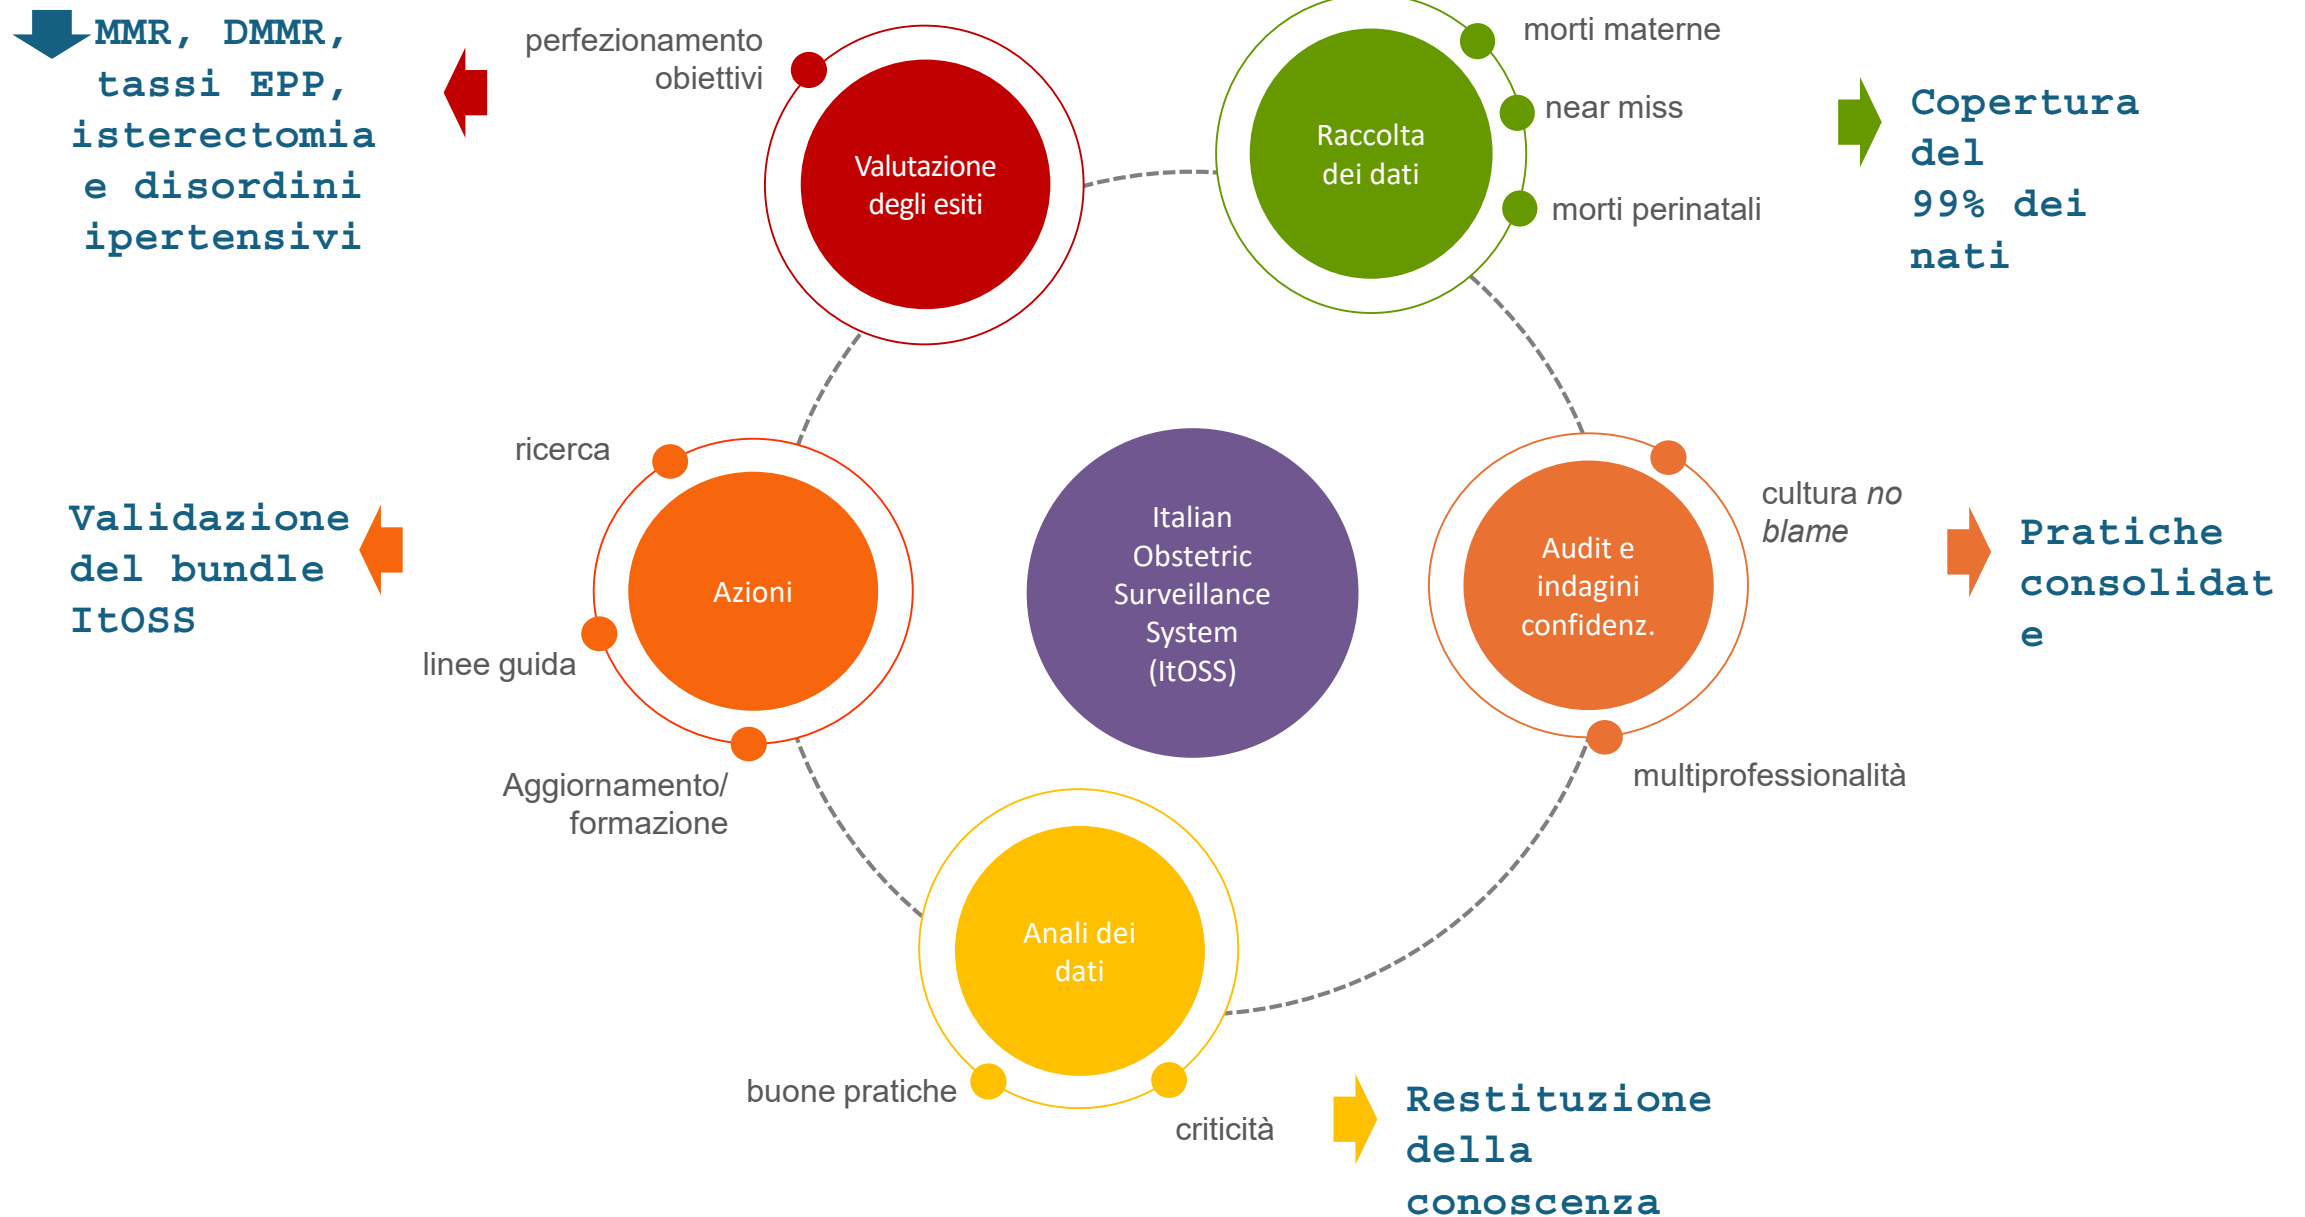 MMR, DMMR,
tassi EPP,
isterectomia
e disordini
ipertensivi
perfezionamento
obiettivi
Valutazione
degli esiti
Raccolta
dei dati
morti materne
near miss
morti perinatali
Copertura
del
99% dei
nati
ricerca
linee guida
Aggiornamento/
formazione
Azioni
Validazione
del bundle
ItOSS
Italian
Obstetric
Surveillance
System
(ItOSS)
Audit e
indagini
confidenz.
cultura no
blame
multiprofessionalità
Pratiche
consolidat
e
Anali dei
dati
buone pratiche
criticità
Restituzione
della
conoscenza